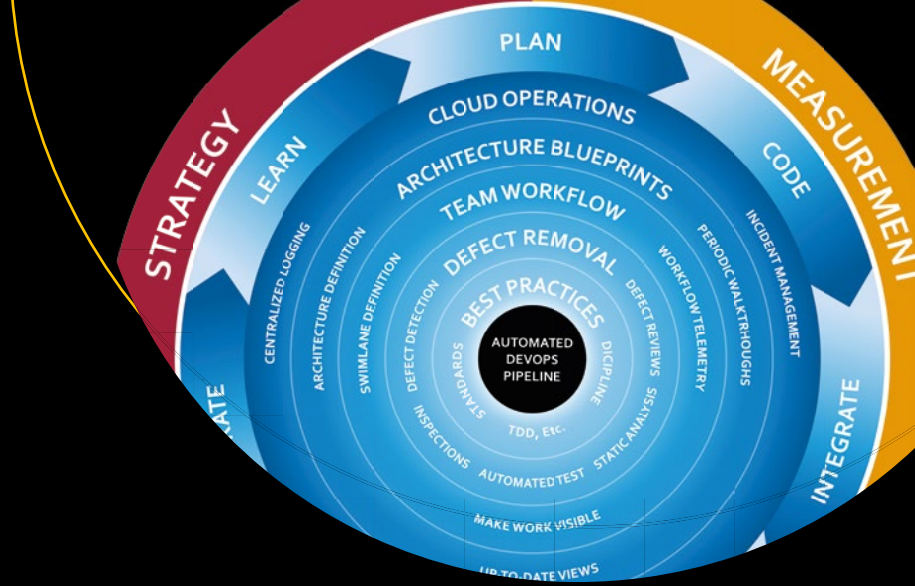 STRATEGY
MEASUREMENT
LEARN
PLAN
CODE
INTEGRATE
CLOUD OPERATIONS
CENTRALIZED LOGGING
INCIDENT MANAGEMENT
ARCHITECTURE BLUEPRINTS
ARCHITECTURE DEFINITION
PERIODIC WALKTRHOUGHS
UP-TO-DATE VIEWS
TEAM WORKFLOW
SWIMLANE DEFINITION
WORKFLOW TELEMETRY
MAKE WORK VISIBLE
DEFECT REMOVAL
DEFECT DETECTION
DEFECT REVIEWS
INSPECTIONS
AUTOMATED TEST
STATIC ANALYSIS
BEST PRACTICES
STANDARDS
DICIPLINE
TDD, Etc.
AUTOMATED
DEVOPS
PIPELINE